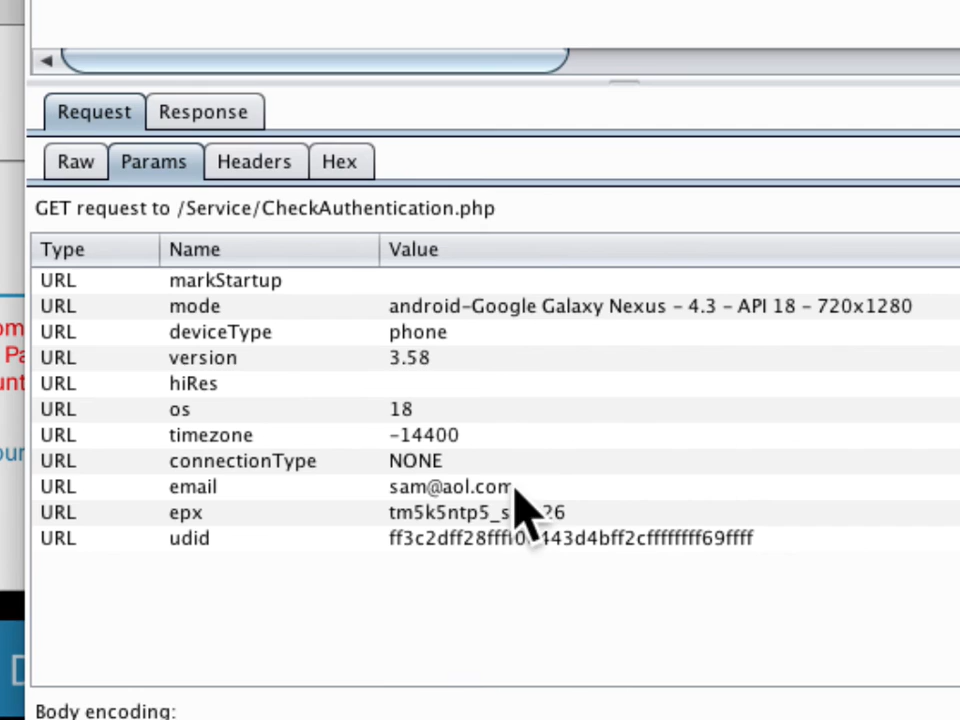 Request Response
Raw Params Headers Hex
GET request to /Service/CheckAuthentication.php
Type Name Value
URL markStartup
URL mode android-Google Galaxy Nexus - 4.3 - API 18 - 720x1280
URL deviceType phone
URL version 3.58
URL hiRes
URL os 18
URL timezone -14400
URL connectionType NONE
URL email sam@aol.com
URL epx
URL udid
Body encoding: